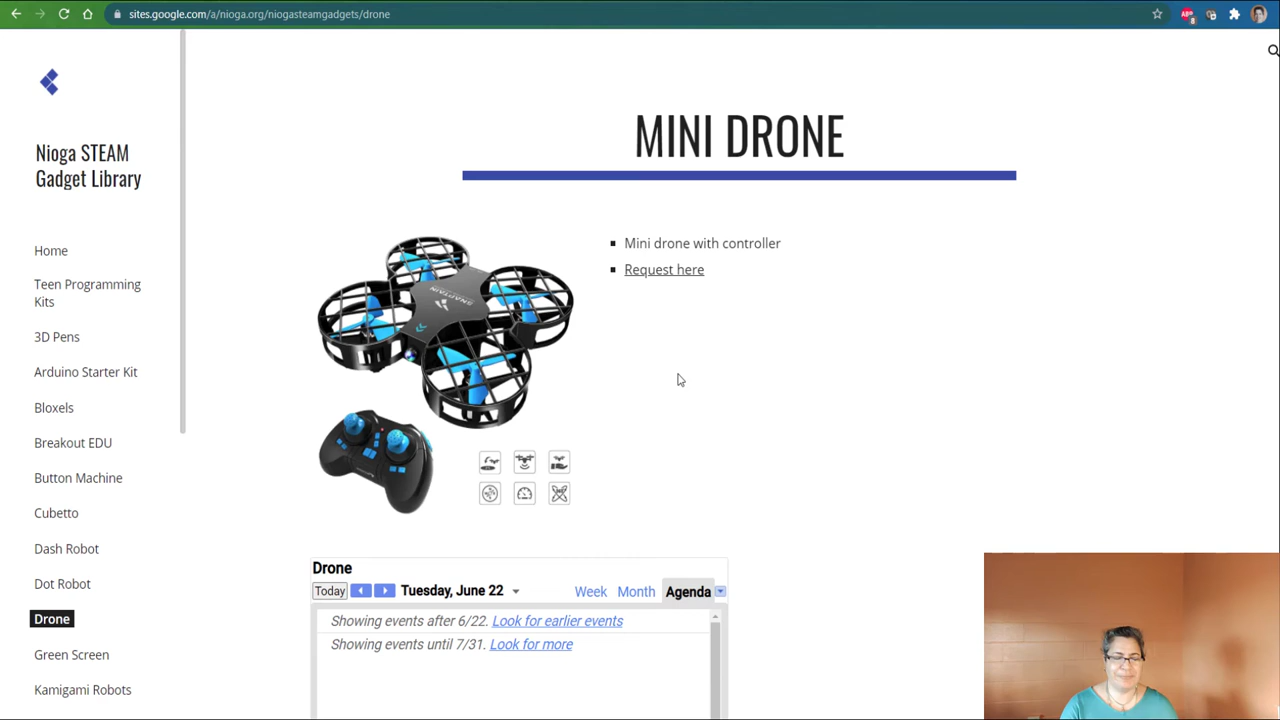 sites.google.com/a/nioga.org/niogasteamgadgets/drone
ABP
8
Nioga STEAM
Gadget Library
Home
Teen Programming
Kits
3D Pens
Arduino Starter Kit
Bloxels
Breakout EDU
Button Machine
Cubetto
Dash Robot
Dot Robot
Drone
Green Screen
Kamigami Robots
MINI DRONE
SNAPTAIN
▪ Mini drone with controller
▪ Request here
Drone
Today Tuesday, June 22 Week Month Agenda
Showing events after 6/22. Look for earlier events
Showing events until 7/31. Look for more